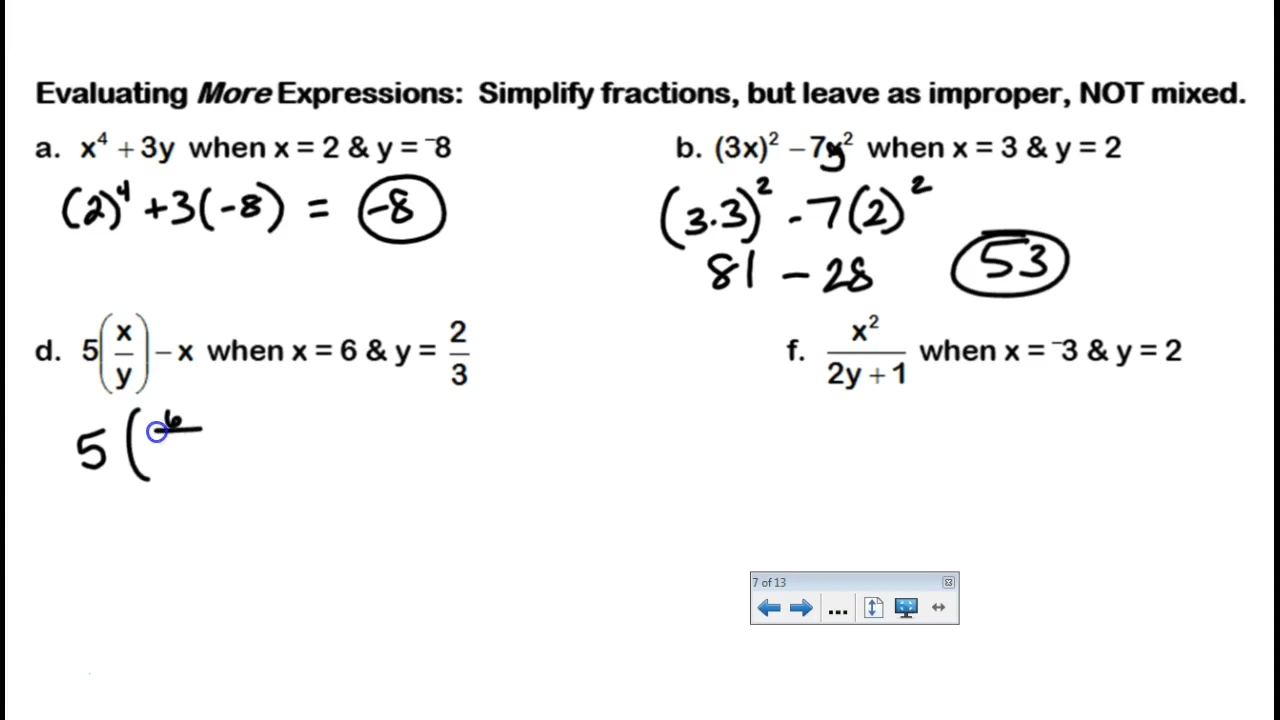 Evaluating More Expressions: Simplify fractions, but leave as improper, NOT mixed.
a. x⁴ + 3y when x = 2 & y = ⁻8
(2)⁴ + 3(-8) = -8
b. (3x)² – 7y² when x = 3 & y = 2
(3·3)² - 7(2)²
81 - 28 53
d. 5(x/y) – x when x = 6 & y = 2/3
5 ( 6
f. x²/(2y + 1) when x = ⁻3 & y = 2
7 of 13
...